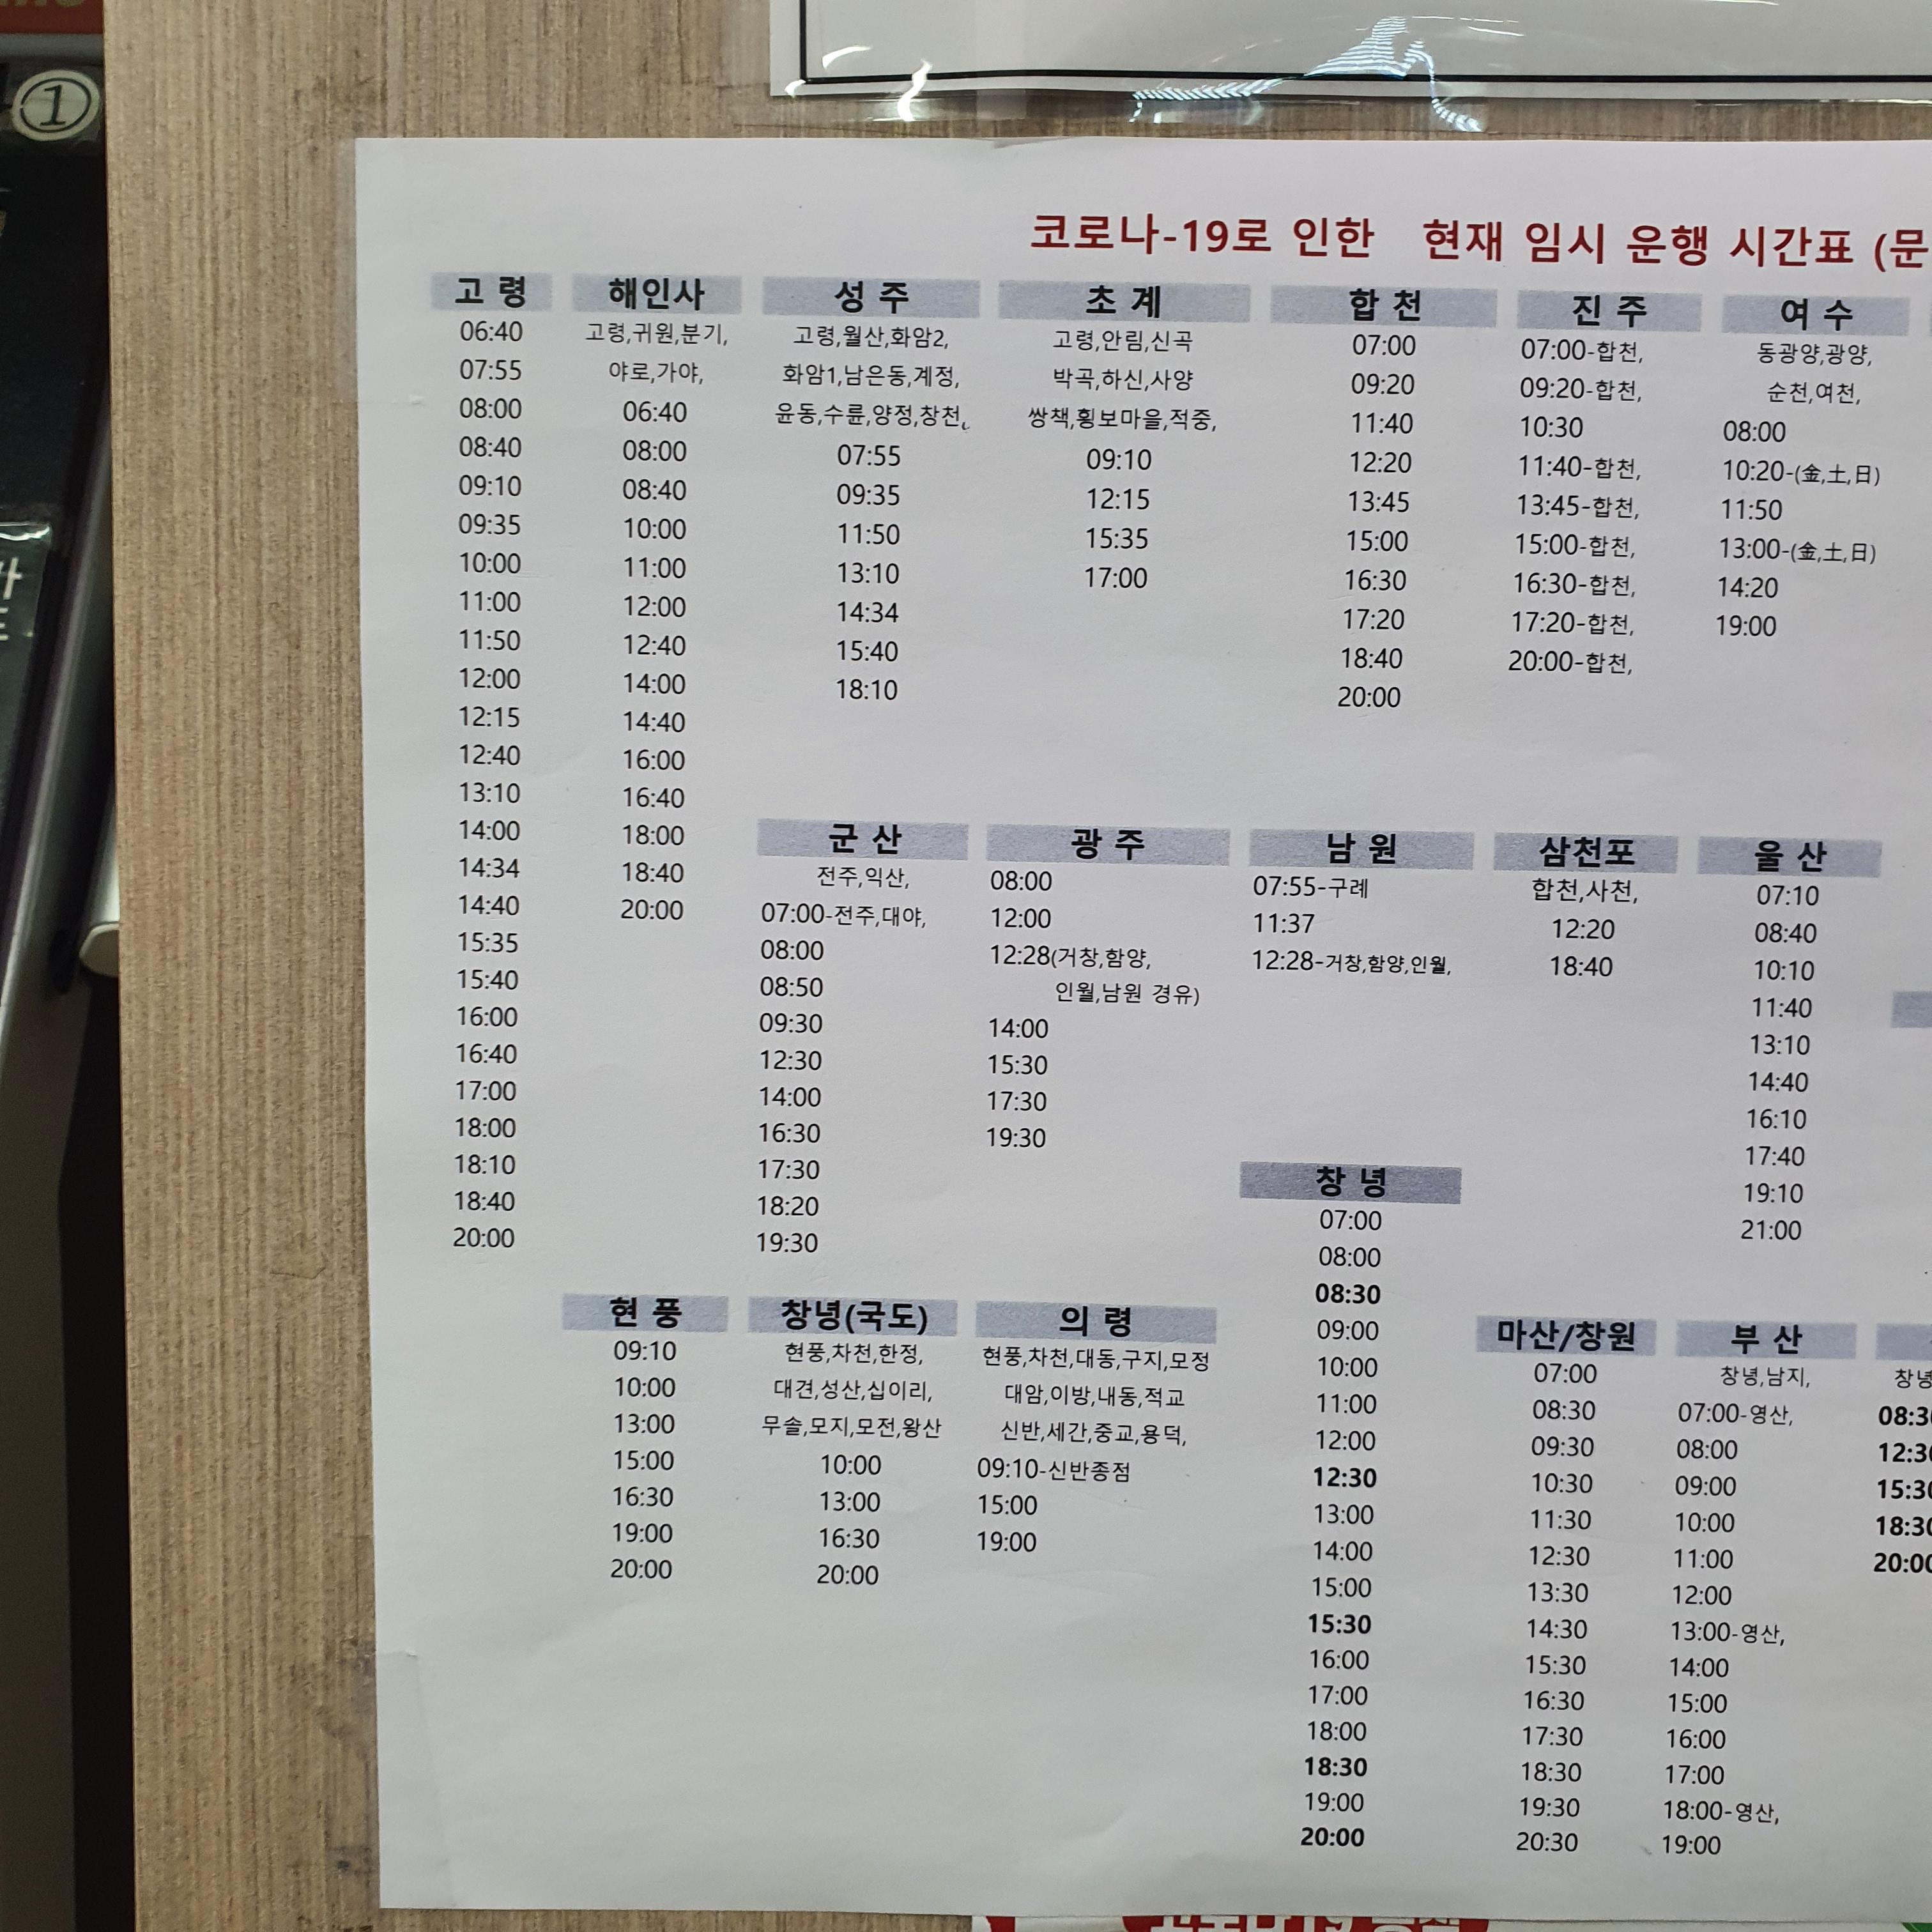 ①
코로나-19로 인한 현재 임시 운행 시간표 (문
고 령
06:40
07:55
08:00
08:40
09:10
09:35
10:00
11:00
11:50
12:00
12:15
12:40
13:10
14:00
14:34
14:40
15:35
15:40
16:00
16:40
17:00
18:00
18:10
18:40
20:00
해인사
고령,귀원,분기,
야로,가야,
06:40
08:00
08:40
10:00
11:00
12:00
12:40
14:00
14:40
16:00
16:40
18:00
18:40
20:00
성 주
고령,월산,화암2,
화암1,남은동,계정,
윤동,수륜,양정,창천,
07:55
09:35
11:50
13:10
14:34
15:40
18:10
초 계
고령,안림,신곡
박곡,하신,사양
쌍책,횡보마을,적중,
09:10
12:15
15:35
17:00
합 천
07:00
09:20
11:40
12:20
13:45
15:00
16:30
17:20
18:40
20:00
진 주
07:00-합천,
09:20-합천,
10:30
11:40-합천,
13:45-합천,
15:00-합천,
16:30-합천,
17:20-합천,
20:00-합천,
여 수
동광양,광양,
순천,여천,
08:00
10:20-(金,土,日)
11:50
13:00-(金,土,日)
14:20
19:00
군 산
전주,익산,
07:00-전주,대야,
08:00
08:50
09:30
12:30
14:00
16:30
17:30
18:20
19:30
광 주
08:00
12:00
12:28(거창,함양,
인월,남원 경유)
14:00
15:30
17:30
19:30
남 원
07:55-구례
11:37
12:28-거창,함양,인월,
삼천포
합천,사천,
12:20
18:40
울 산
07:10
08:40
10:10
11:40
13:10
14:40
16:10
17:40
19:10
21:00
현 풍
09:10
10:00
13:00
15:00
16:30
19:00
20:00
창녕(국도)
현풍,차천,한정,
대견,성산,십이리,
무솔,모지,모전,왕산
10:00
13:00
16:30
20:00
의 령
현풍,차천,대동,구지,모정
대암,이방,내동,적교
신반,세간,중교,용덕,
09:10-신반종점
15:00
19:00
창 녕
07:00
08:00
08:30
09:00
10:00
11:00
12:00
12:30
13:00
14:00
15:00
15:30
16:00
17:00
18:00
18:30
19:00
20:00
마산/창원
07:00
08:30
09:30
10:30
11:30
12:30
13:30
14:30
15:30
16:30
17:30
18:30
19:30
20:30
부 산
창녕,남지,
07:00-영산,
08:00
09:00
10:00
11:00
12:00
13:00-영산,
14:00
15:00
16:00
17:00
18:00-영산,
19:00
창녕
08:30
12:30
15:30
18:30
20:00